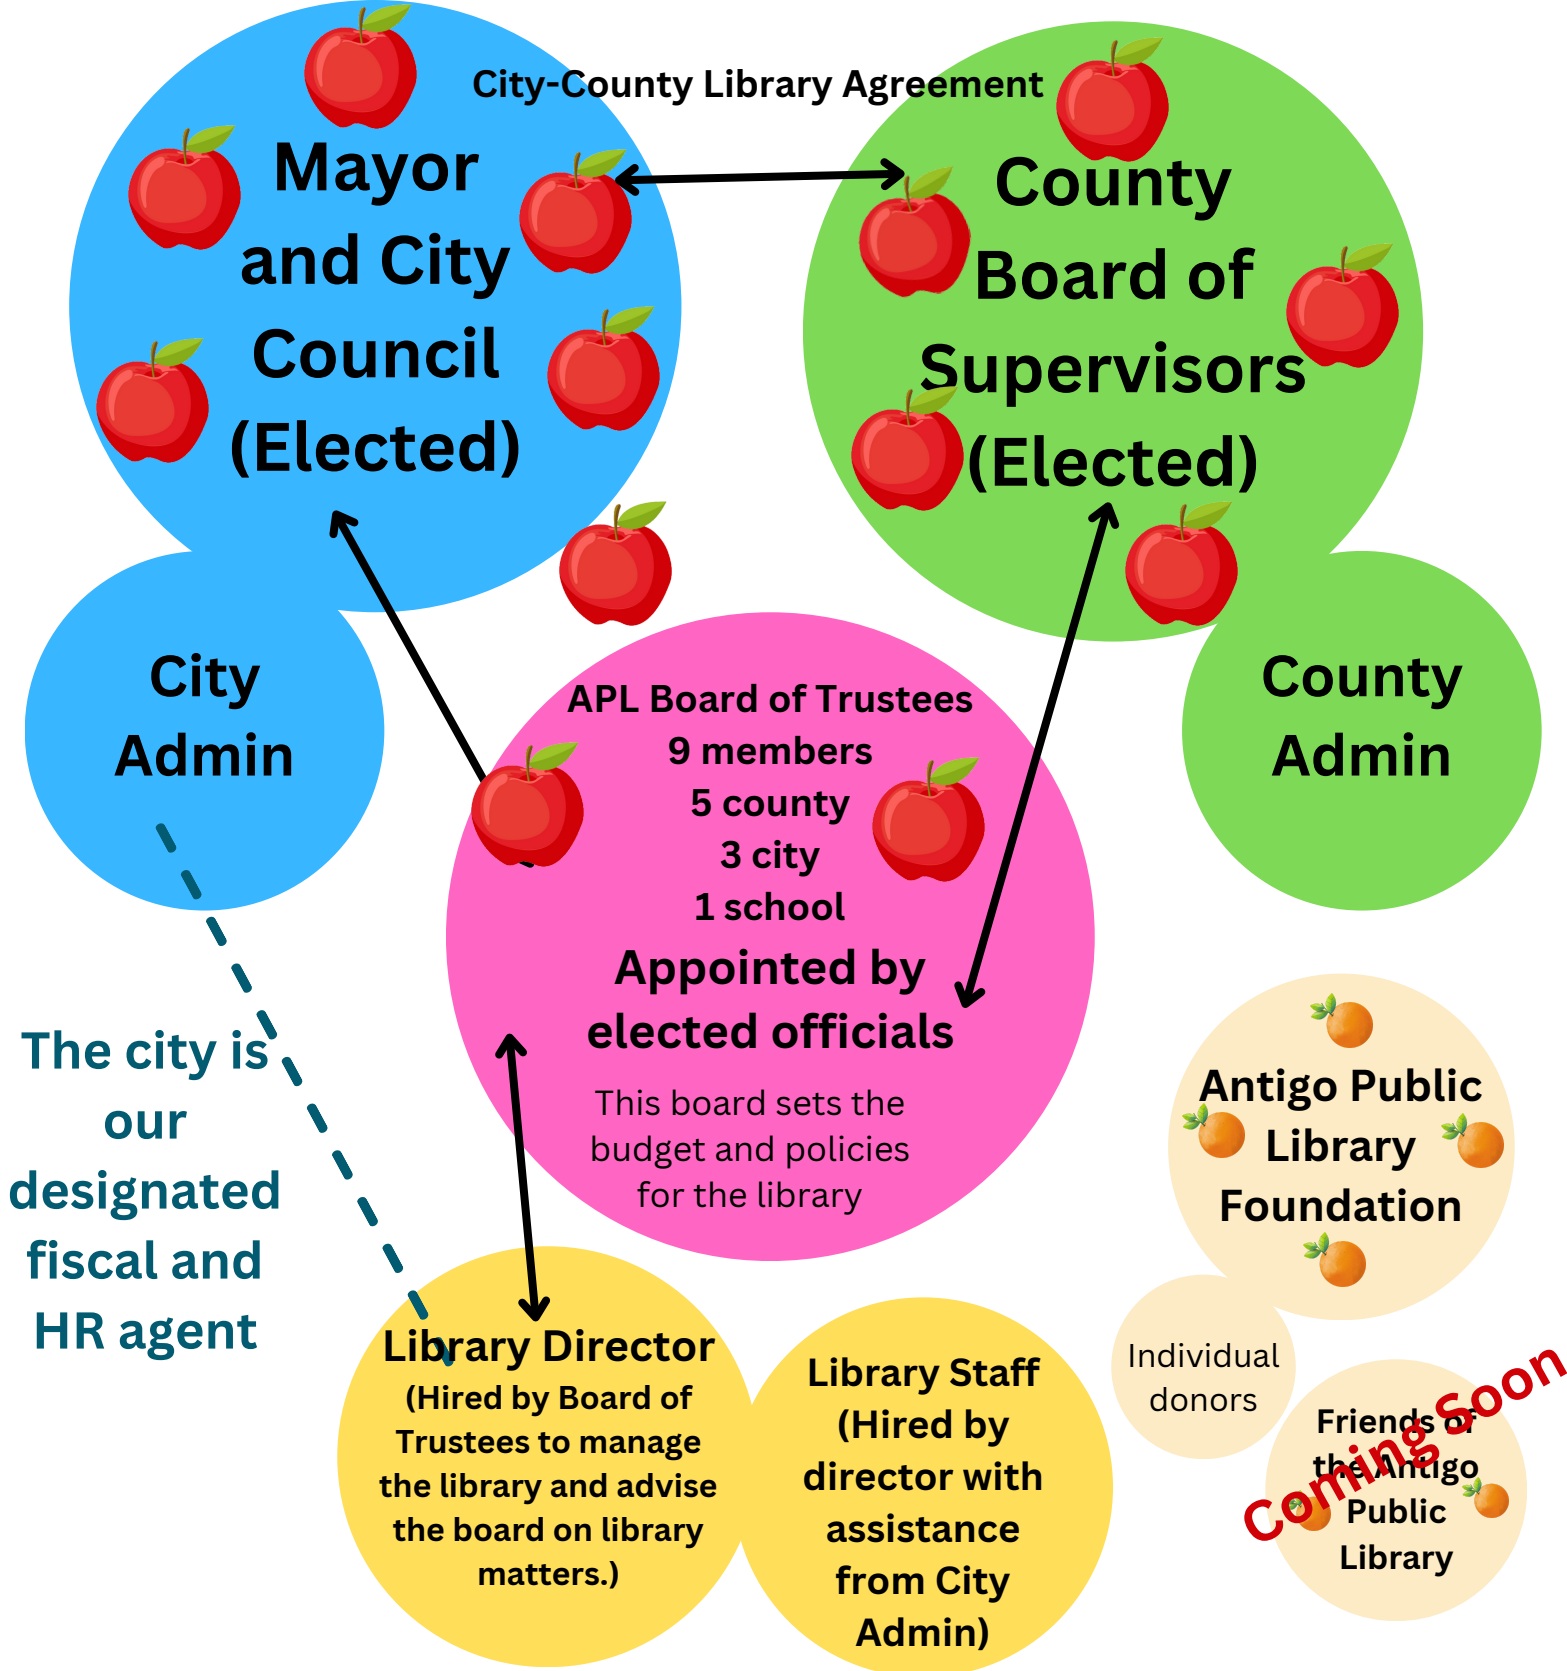 City-County Library Agreement
Mayor
and City
Council
(Elected)
County
Board of
Supervisors
(Elected)
City
Admin
County
Admin
APL Board of Trustees
9 members
5 county
3 city
1 school
Appointed by
elected officials
This board sets the
budget and policies
for the library
The city is
our
designated
fiscal and
HR agent
Antigo Public
Library
Foundation
Individual
donors
Friends of
the Antigo
Public
Library
Coming Soon
Library Director
(Hired by Board of
Trustees to manage
the library and advise
the board on library
matters.)
Library Staff
(Hired by
director with
assistance
from City
Admin)